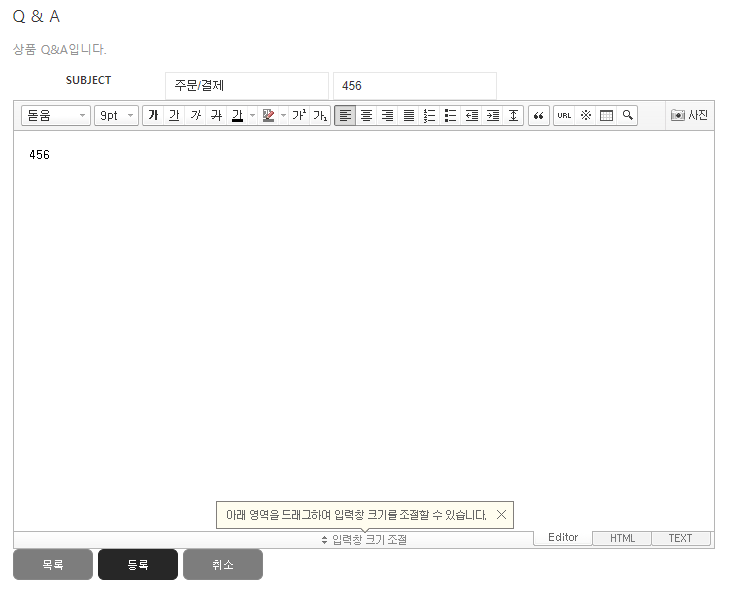 Q & A
상품 Q&A입니다.
SUBJECT 주문/결제 456
돋움 9pt 가 가 가 가 가 가² 가₁ URL 사진
456
아래 영역을 드래그하여 입력창 크기를 조절할 수 있습니다.
입력창 크기 조절 Editor HTML TEXT
목록 등록 취소